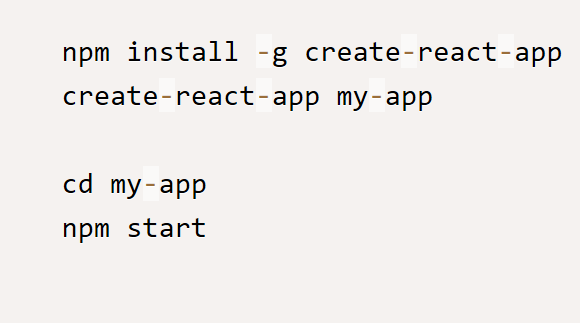 npm install -g create-react-app
create-react-app my-app
cd my-app
npm start